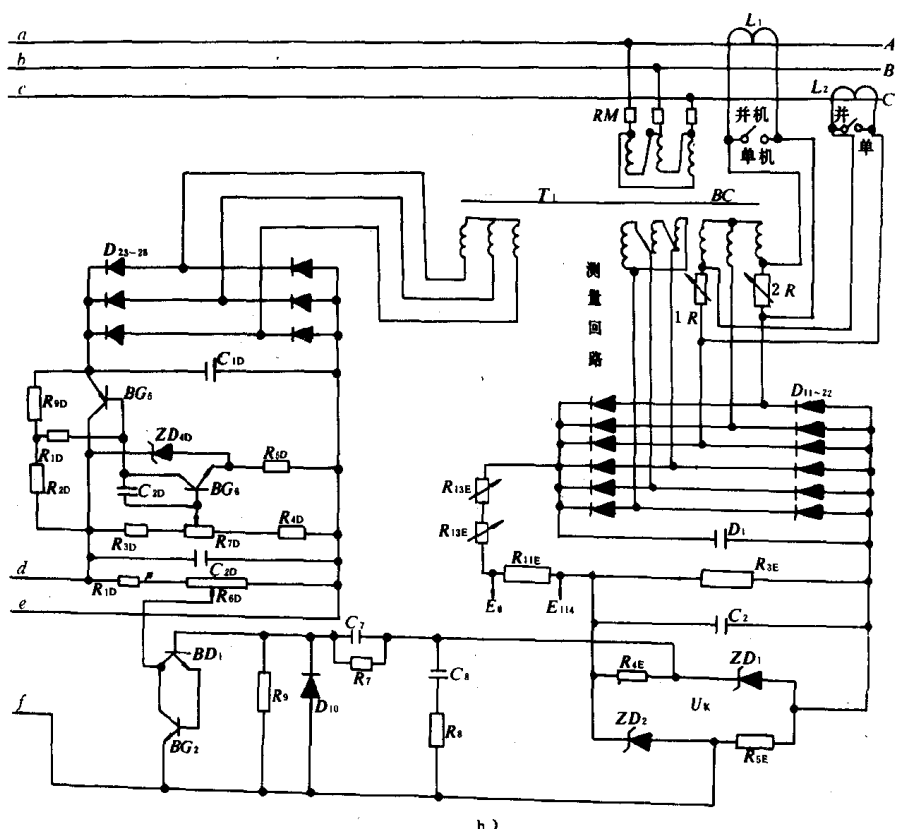 L1
a
A
b
B
c
L2
C
RM
并机
单机
并
单
T1
BC
D23~28
测量回路
1R
2R
C1D
BG5
R9D
D11~22
ZD4D
R1D
R5D
R2D
C2D
BG6
R13E
R3D
R7D
R4D
R13E
D1
C2D
R11E
R3E
d
R1D
R6D
e
E6
E114
C7
C2
BD1
R7
C8
R4E
ZD1
R9
D10
UK
f
BG2
R8
ZD2
R5E
b)